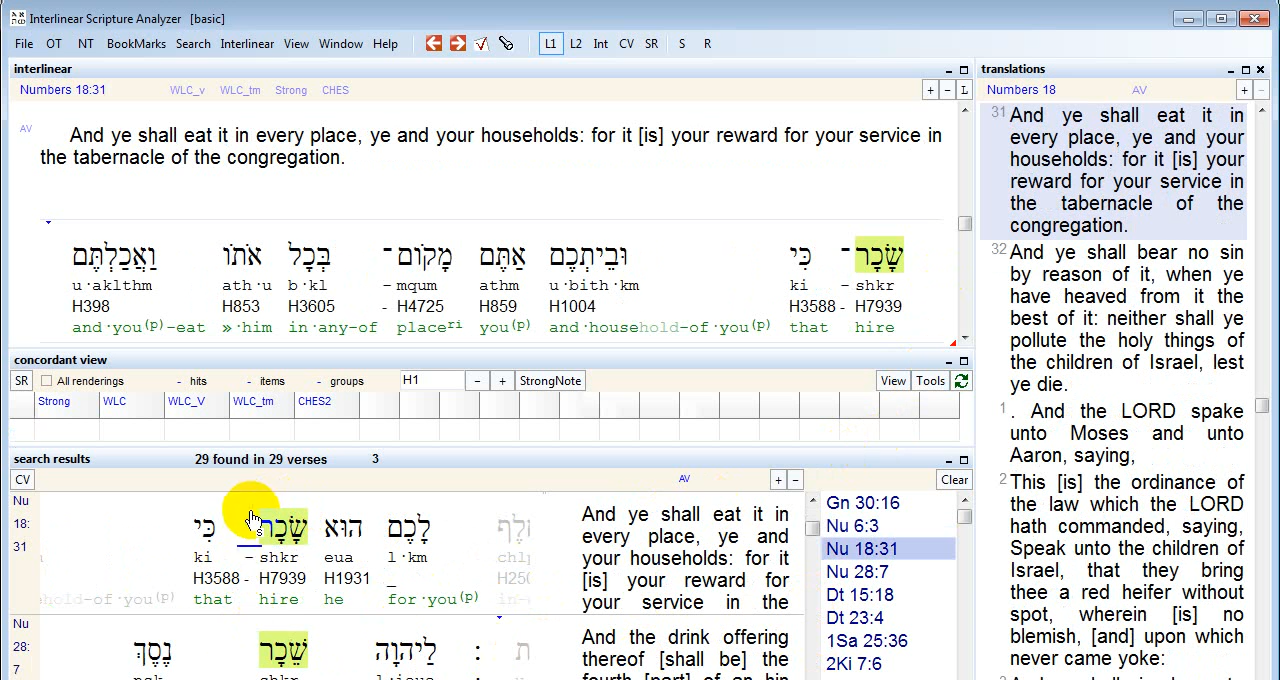 Interlinear Scripture Analyzer [basic]
File OT NT BookMarks Search Interlinear View Window Help L1 L2 Int CV SR S R
interlinear
Numbers 18:31 WLC_v WLC_tm Strong CHES + - L
AV And ye shall eat it in every place, ye and your households: for it [is] your reward for your service in
the tabernacle of the congregation.
וַאֲכַלְתֶּם אֹתוֹ בְּכָל ־ מָקוֹם אַתֶּם וּבֵיתְכֶם כִּי ־ שָׂכָר
u·aklthm ath·u b·kl – mqum athm u·bith·km ki – shkr
H398 H853 H3605 - H4725 H859 H1004 H3588 - H7939
and·you(p)-eat »·him in·any-of placeri you(p) and·household-of·you(p) that hire
concordant view
SR All renderings - hits - items - groups H1 - + StrongNote View Tools
Strong WLC WLC_V WLC_tm CHES2
search results 29 found in 29 verses 3
CV AV + - Clear
Nu
18:
31
כִּי שָׂכָר הוּא לָכֶם
ki – shkr eua l·km
H3588 - H7939 H1931 _
hold-of·you(p) that hire he for·you(p)
And ye shall eat it in
every place, ye and
your households: for it
[is] your reward for
your service in the
Nu
28:
7
נֶסֶךְ שֵׁכָר לַיהוָה :
And the drink offering
thereof [shall be] the
Gn 30:16
Nu 6:3
Nu 18:31
Nu 28:7
Dt 15:18
Dt 23:4
1Sa 25:36
2Ki 7:6
translations
Numbers 18 AV + -
31 And ye shall eat it in
every place, ye and your
households: for it [is] your
reward for your service in
the tabernacle of the
congregation.
32 And ye shall bear no sin
by reason of it, when ye
have heaved from it the
best of it: neither shall ye
pollute the holy things of
the children of Israel, lest
ye die.
1 . And the LORD spake
unto Moses and unto
Aaron, saying,
2 This [is] the ordinance of
the law which the LORD
hath commanded, saying,
Speak unto the children of
Israel, that they bring
thee a red heifer without
spot, wherein [is] no
blemish, [and] upon which
never came yoke: